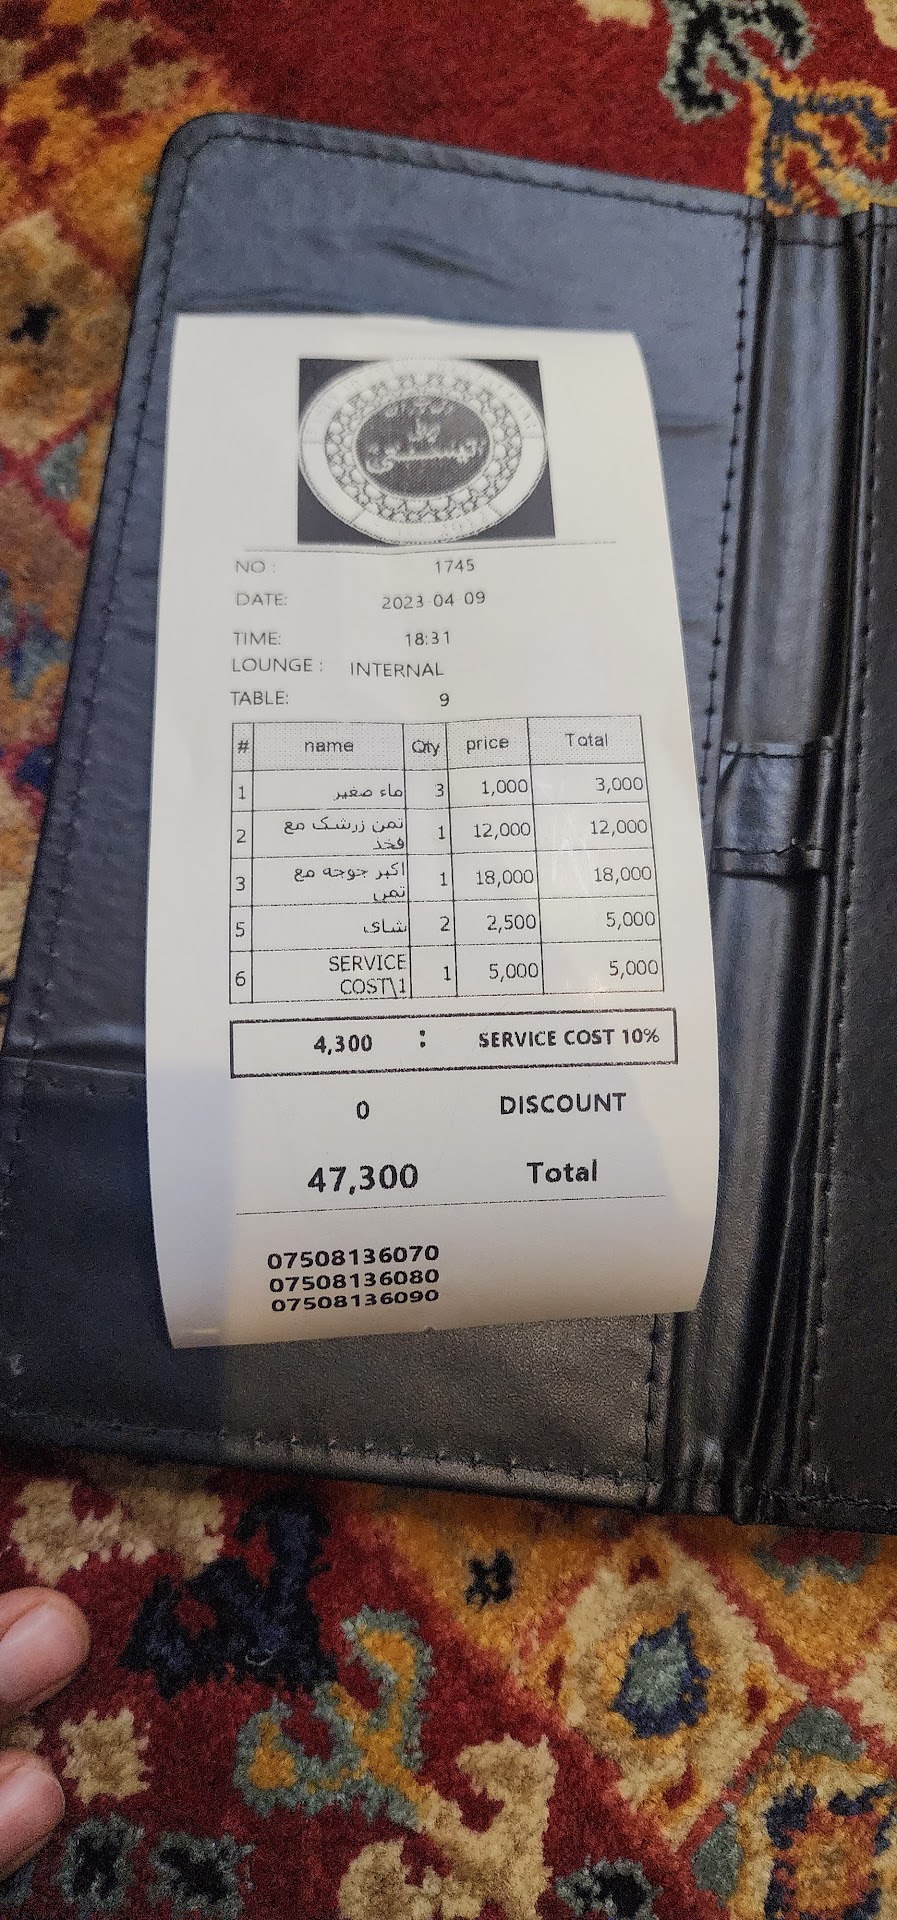 NO : 1745
DATE: 2023-04-09
TIME: 18:31
LOUNGE : INTERNAL
TABLE: 9
# name Qty price Total
1 ماء صغير 3 1,000 3,000
2 تمن زرشک مع 1 12,000 12,000
فخذ
3 اکبر جوجه مع 1 18,000 18,000
تمن
5 شای 2 2,500 5,000
6 SERVICE 1 5,000 5,000
COST\1
4,300 : SERVICE COST 10%
0 DISCOUNT
47,300 Total
07508136070
07508136080
07508136090